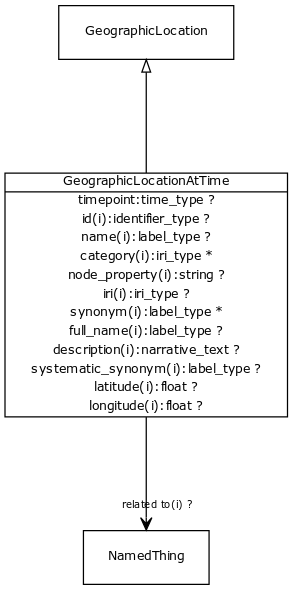 GeographicLocation
GeographicLocationAtTime
timepoint:time_type ?
id(i):identifier_type ?
name(i):label_type ?
category(i):iri_type *
node_property(i):string ?
iri(i):iri_type ?
synonym(i):label_type *
full_name(i):label_type ?
description(i):narrative_text ?
systematic_synonym(i):label_type ?
latitude(i):float ?
longitude(i):float ?
related to(i) ?
NamedThing